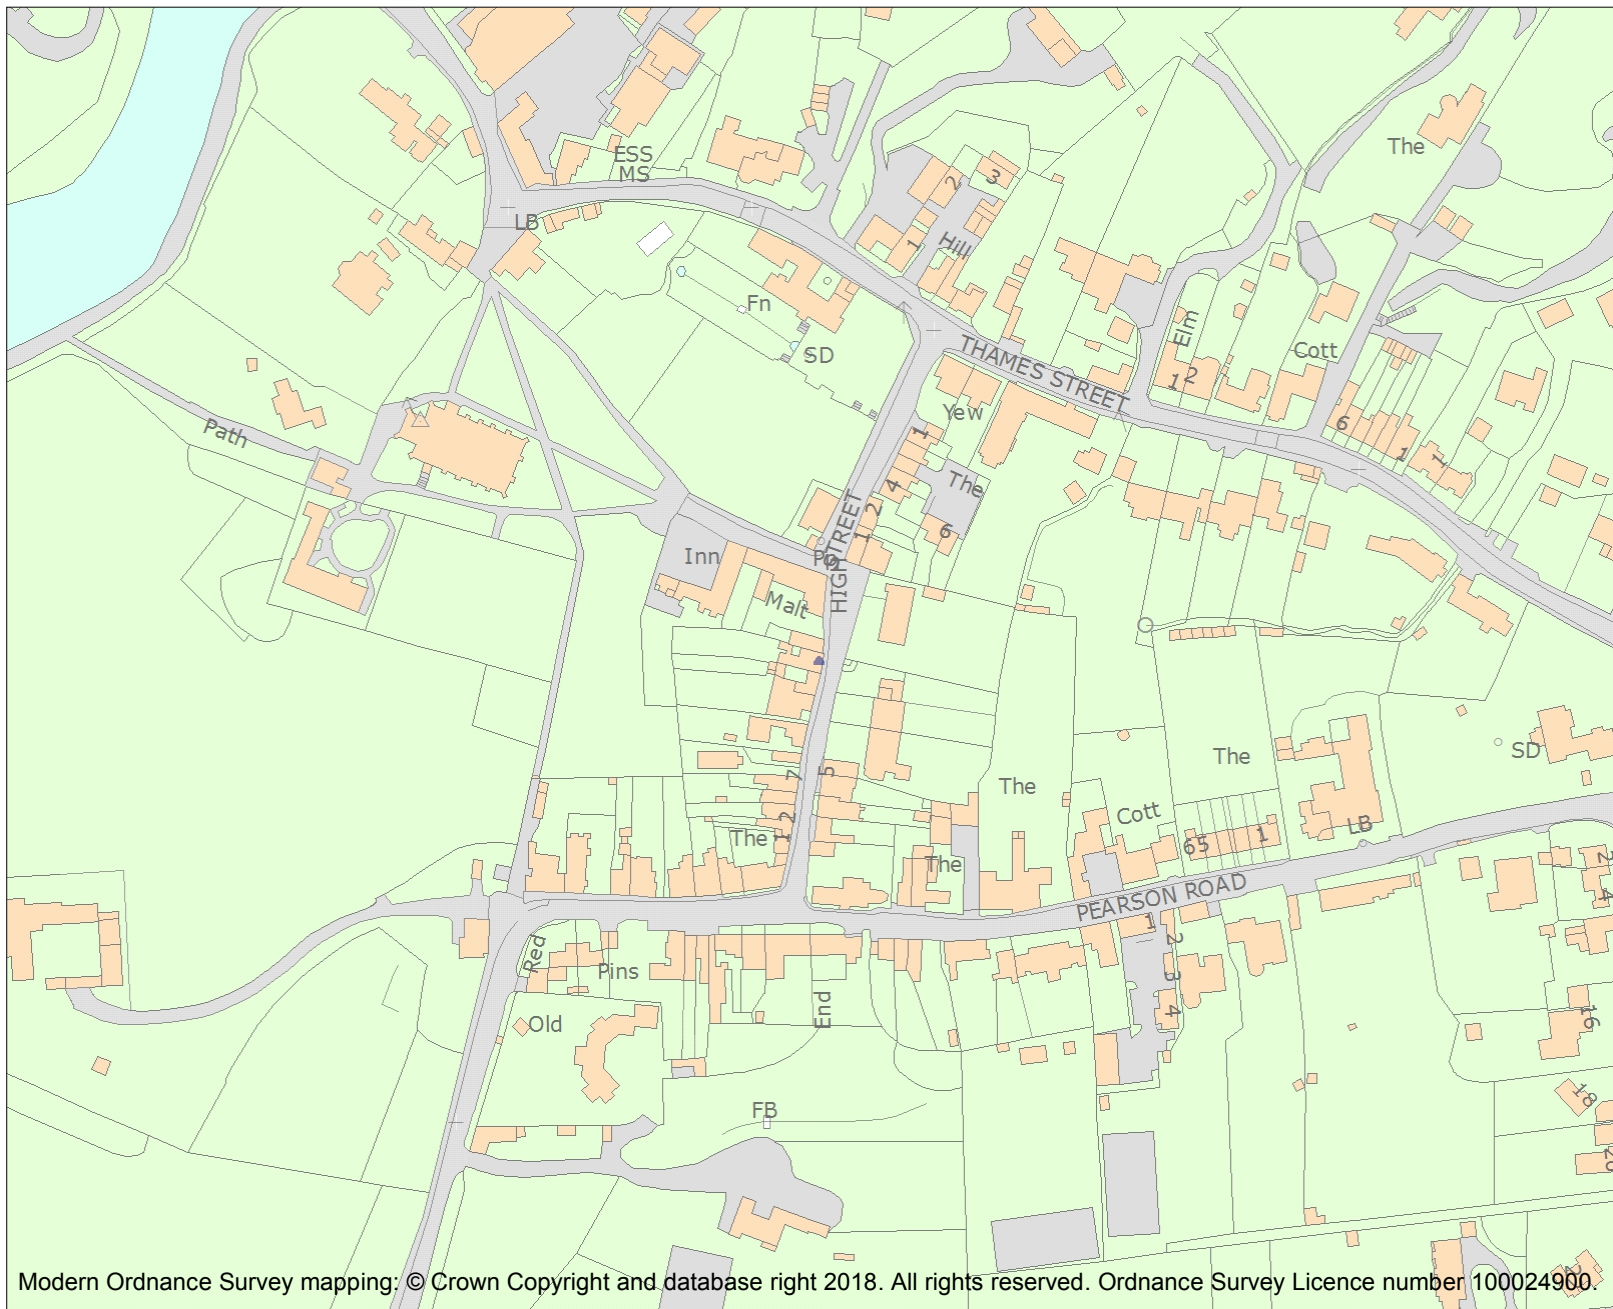 ESS
MS
The
LB
2
3
1
Hill
Fn
SD
THAMES STREET
Elm
Cott
1 2
Yew
6
1
1
1
Path
4
The
2
6
1
HIGH STREET
Inn
Malt
The
SD
7
5
The
Cott
2
1
The
The
65
1
LB
2
4
PEARSON ROAD
1
2
3
4
Red
Pins
Old
End
16
FB
18
Modern Ordnance Survey mapping: © Crown Copyright and database right 2018. All rights reserved. Ordnance Survey Licence number 100024900.